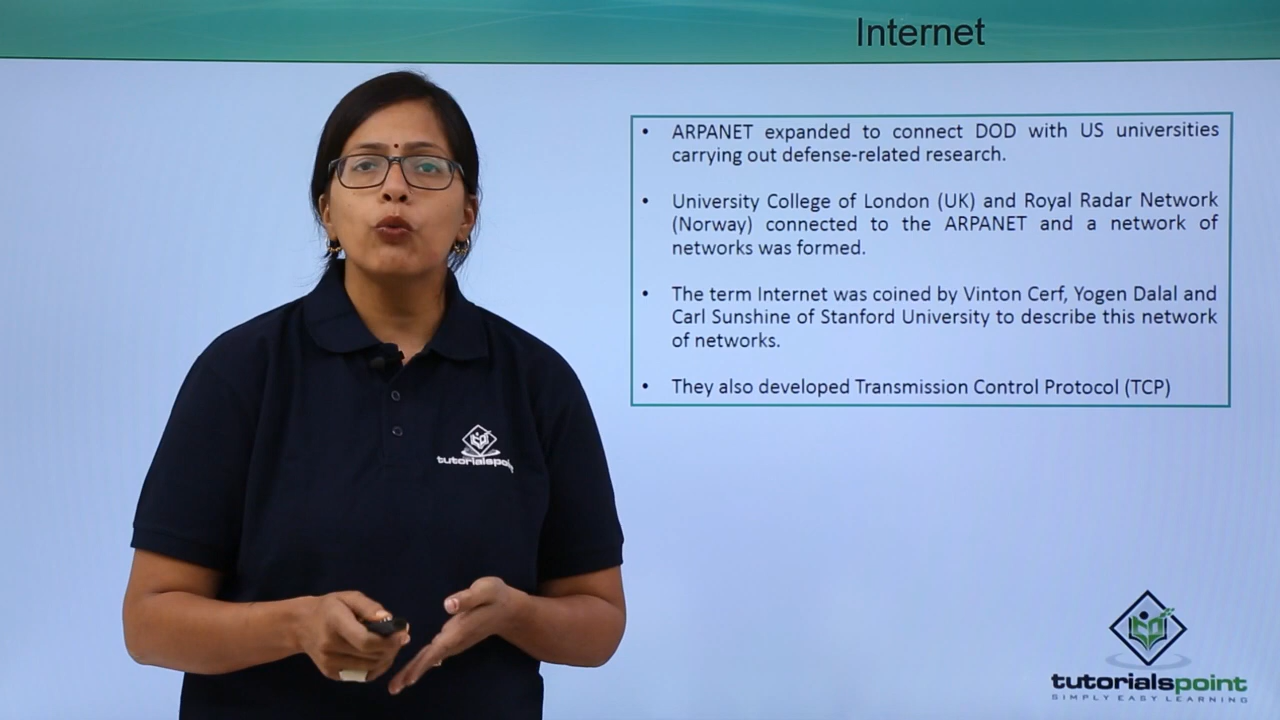 Internet
• ARPANET expanded to connect DOD with US universities
carrying out defense-related research.
• University College of London (UK) and Royal Radar Network
(Norway) connected to the ARPANET and a network of
networks was formed.
• The term Internet was coined by Vinton Cerf, Yogen Dalal and
Carl Sunshine of Stanford University to describe this network
of networks.
• They also developed Transmission Control Protocol (TCP)
tutorialspoint
tutorialspoint
SIMPLY EASY LEARNING